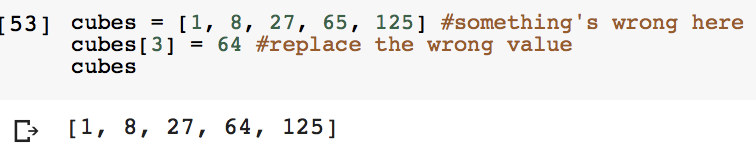 [53] cubes = [1, 8, 27, 65, 125] #something's wrong here
cubes[3] = 64 #replace the wrong value
cubes
[1, 8, 27, 64, 125]